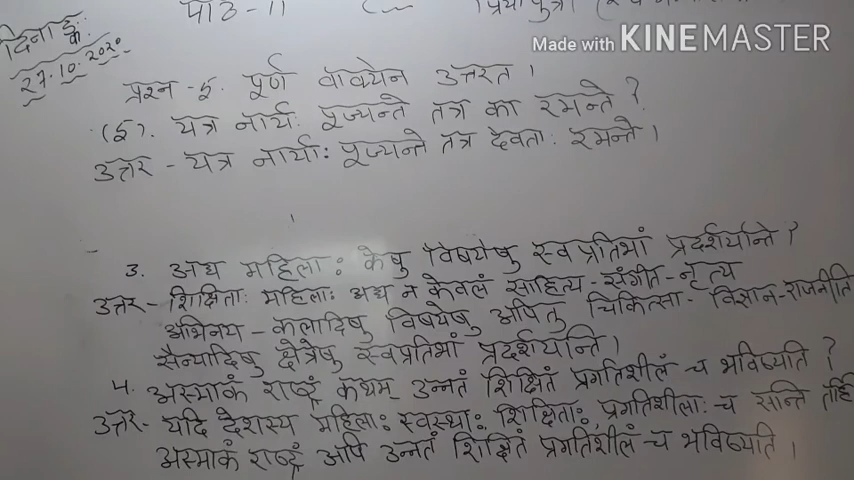 पाठ-11
दिनाङ्कः
27.10.2020
Made with KINEMASTER
प्रश्न-5. पूर्ण वाक्येन उत्तरत।
(ई). यत्र नार्यः पूज्यन्ते तत्र का रमन्ते?
उत्तर - यत्र नार्याः पूज्यन्ते तत्र देवताः रमन्ते।
3. अद्य महिलाः केषु विषयेषु स्वप्रतिभां प्रदर्शयन्ति?
उत्तर - शिक्षिताः महिलाः अद्य न केवलं साहित्य-संगीत-नृत्य
अभिनय-कलादिषु विषयेषु अपितु चिकित्सा-विज्ञान-राजनीति
सैन्यादिषु क्षेत्रेषु स्वप्रतिभां प्रदर्शयन्ति।
4. अस्माकं राष्ट्रं कथम् उन्नतं शिक्षितं प्रगतिशीलं-च भविष्यति?
उत्तर - यदि देशस्य महिलाः स्वस्थाः, शिक्षिताः, प्रगतिशीलाः-च सन्ति तर्हि
अस्माकं राष्ट्रं अपि उन्नतं शिक्षितं प्रगतिशीलं-च भविष्यति।